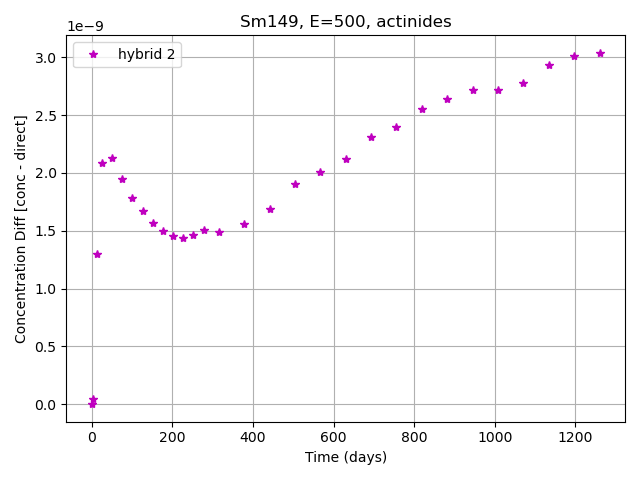 Sm149, E=500, actinides
1e−9
hybrid 2
3.0
2.5
2.0
1.5
1.0
0.5
0.0
Concentration Diff [conc - direct]
0 200 400 600 800 1000 1200
Time (days)